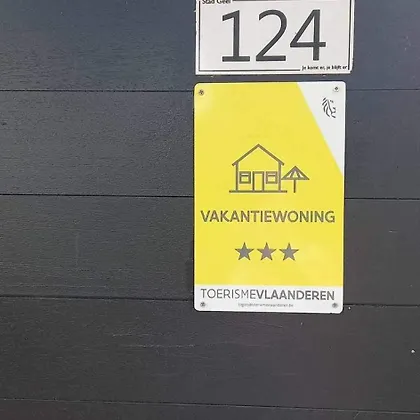 Stad Geel
124
je komt er, je blijft er
VAKANTIEWONING
TOERISMEVLAANDEREN